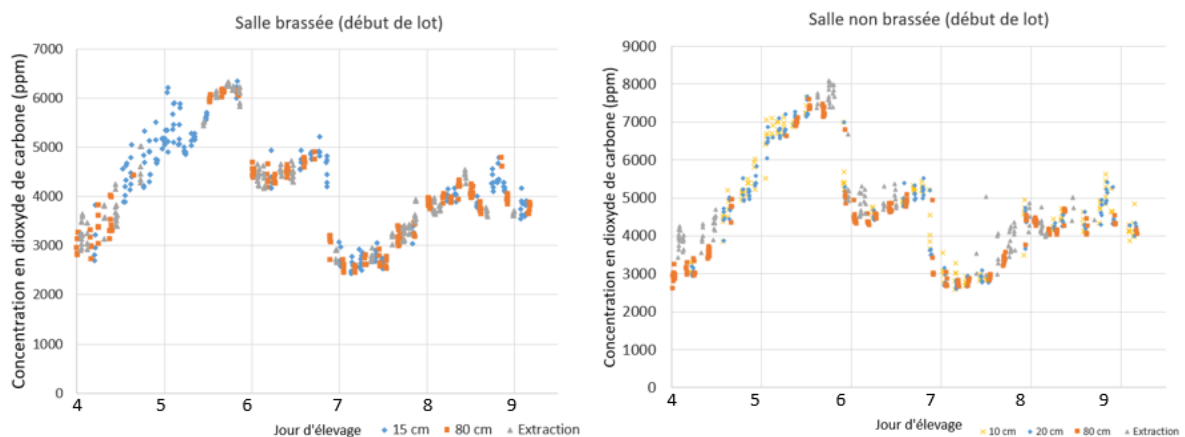 Salle brassée (début de lot)
Concentration en dioxyde de carbone (ppm)
7000
6000
5000
4000
3000
2000
1000
0
4 5 6 7 8 9
Jour d'élevage 15 cm 80 cm Extraction
Salle non brassée (début de lot)
Concentration en dioxyde de carbone (ppm)
9000
8000
7000
6000
5000
4000
3000
2000
1000
0
4 5 6 7 8 9
Jour d'élevage 10 cm 20 cm 80 cm Extraction